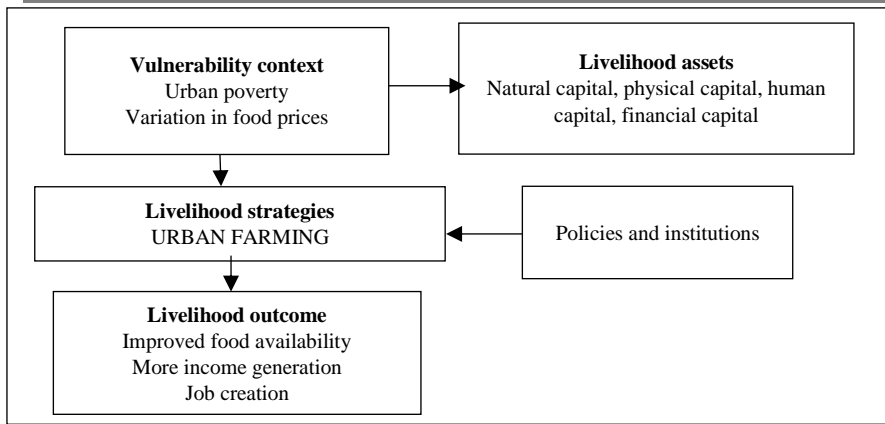 Vulnerability context
Urban poverty
Variation in food prices
Livelihood assets
Natural capital, physical capital, human
capital, financial capital
Livelihood strategies
URBAN FARMING
Policies and institutions
Livelihood outcome
Improved food availability
More income generation
Job creation